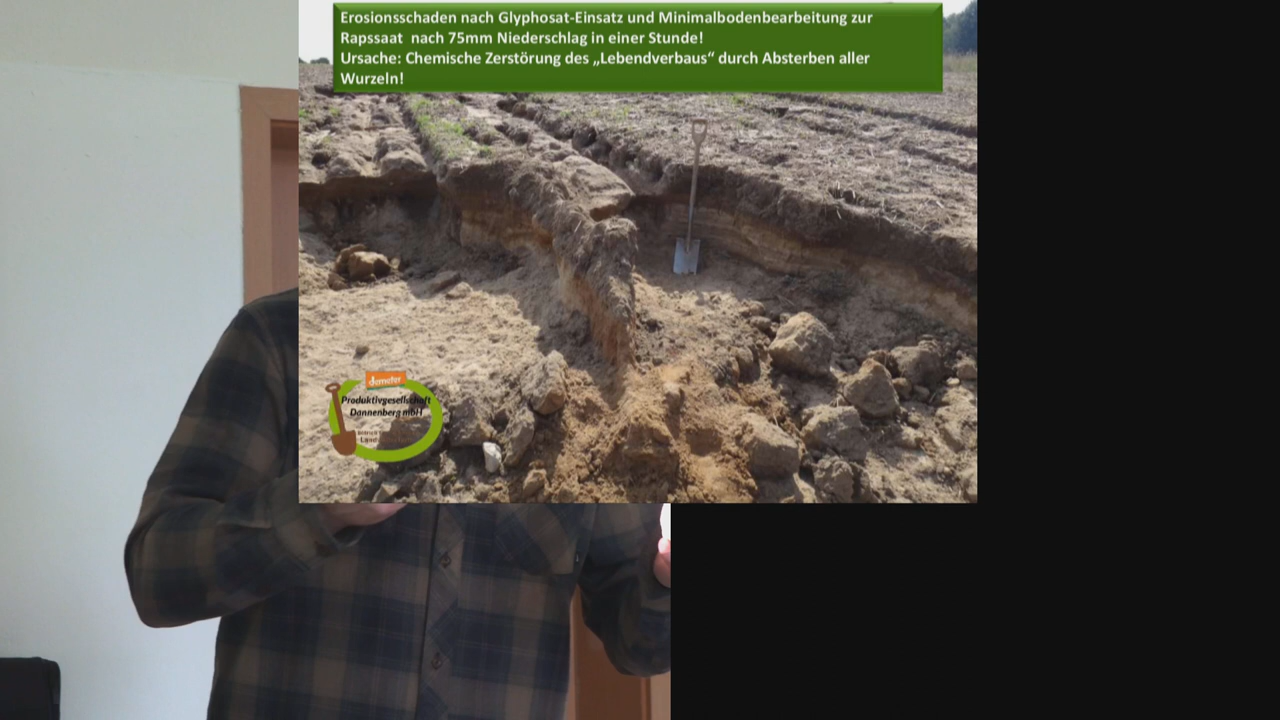 Erosionsschaden nach Glyphosat-Einsatz und Minimalbodenbearbeitung zur
Rapssaat nach 75mm Niederschlag in einer Stunde!
Ursache: Chemische Zerstörung des „Lebendverbaus“ durch Absterben aller
Wurzeln!
demeter
Produktivgesellschaft
Dannenberg mbH